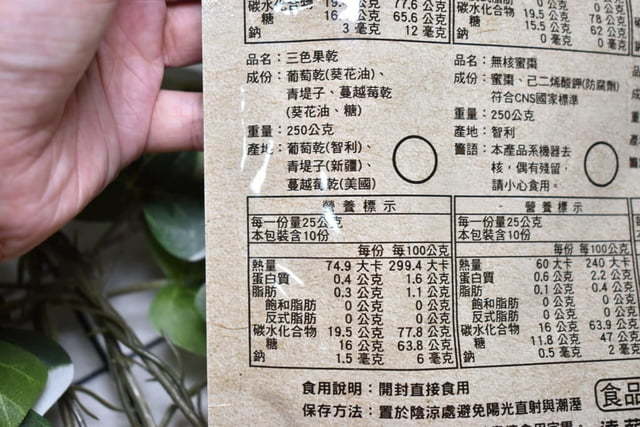 碳水化合物 19. 公克 77.6 公克
糖 16. 公克 65.6 公克
鈉 3 毫克 12 毫克
品名：三色果乾
成份：葡萄乾(葵花油)、
青堤子、蔓越莓乾
(葵花油、糖)
重量：250公克
產地：葡萄乾(智利)、
青堤子(新疆)、
蔓越莓乾(美國)
營養標示
每一份量25公克
本包裝含10份
每份 每100公克
熱量 74.9 大卡 299.4 大卡
蛋白質 0.4 公克 1.6 公克
脂肪 0.3 公克 1.1 公克
飽和脂肪 0 公克 0 公克
反式脂肪 0 公克 0 公克
碳水化合物 19.5 公克 77.8 公克
糖 16 公克 63.8 公克
鈉 1.5 毫克 6 毫克
碳水化合物 19.5 公克 78 公克
糖 15.5 公克 62 公克
鈉 0 毫克 0 毫克
品名：無核蜜棗
成份：蜜棗、己二烯酸鉀(防腐劑)
符合CNS國家標準
重量：250公克
產地：智利
警語：本產品系機器去
核，偶有殘留，
請小心食用。
營養標示
每一份量25公克
本包裝含10份
每份 每100公克
熱量 60 大卡 240 大卡
蛋白質 0.6 公克 2.2 公克
脂肪 0.1 公克 0.4 公克
飽和脂肪 0 公克 0 公克
反式脂肪 0 公克 0 公克
碳水化合物 16 公克 63.9 公克
糖 11.8 公克 47 公克
鈉 0.5 毫克 2 毫克
食用說明：開封直接食用
保存方法：置於陰涼處避免陽光直射與潮溼
食品